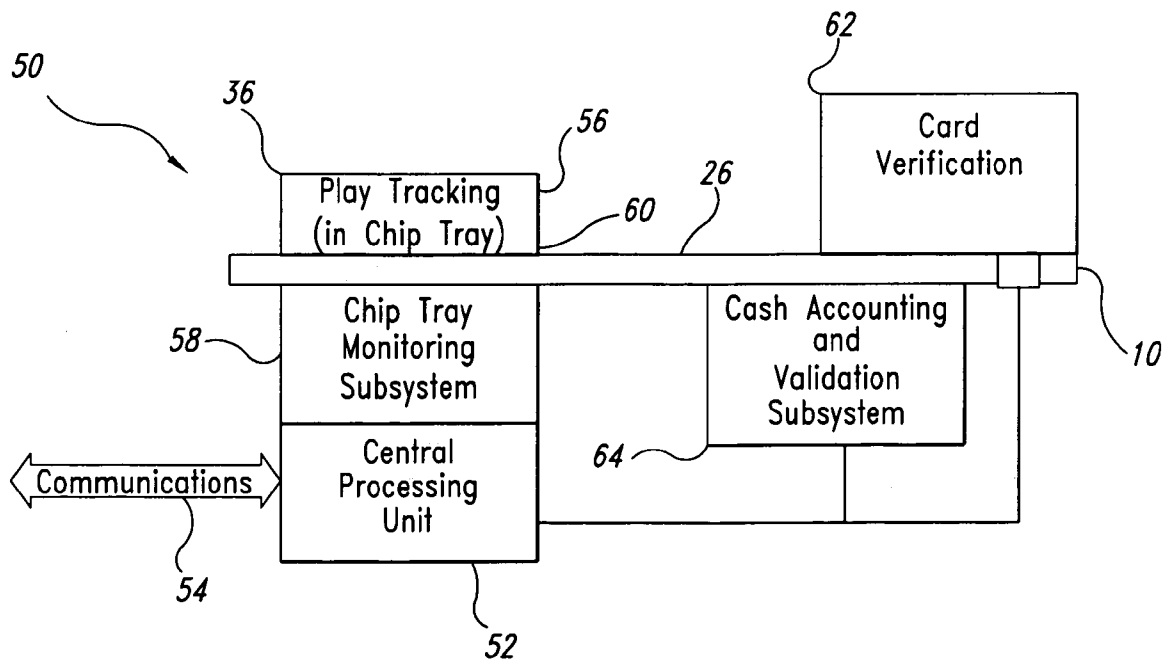 50
36
56
60
26
62
Play Tracking
(in Chip Tray)
Card
Verification
58
Chip Tray
Monitoring
Subsystem
Cash Accounting
and
Validation
Subsystem
10
64
Communications
54
Central
Processing
Unit
52